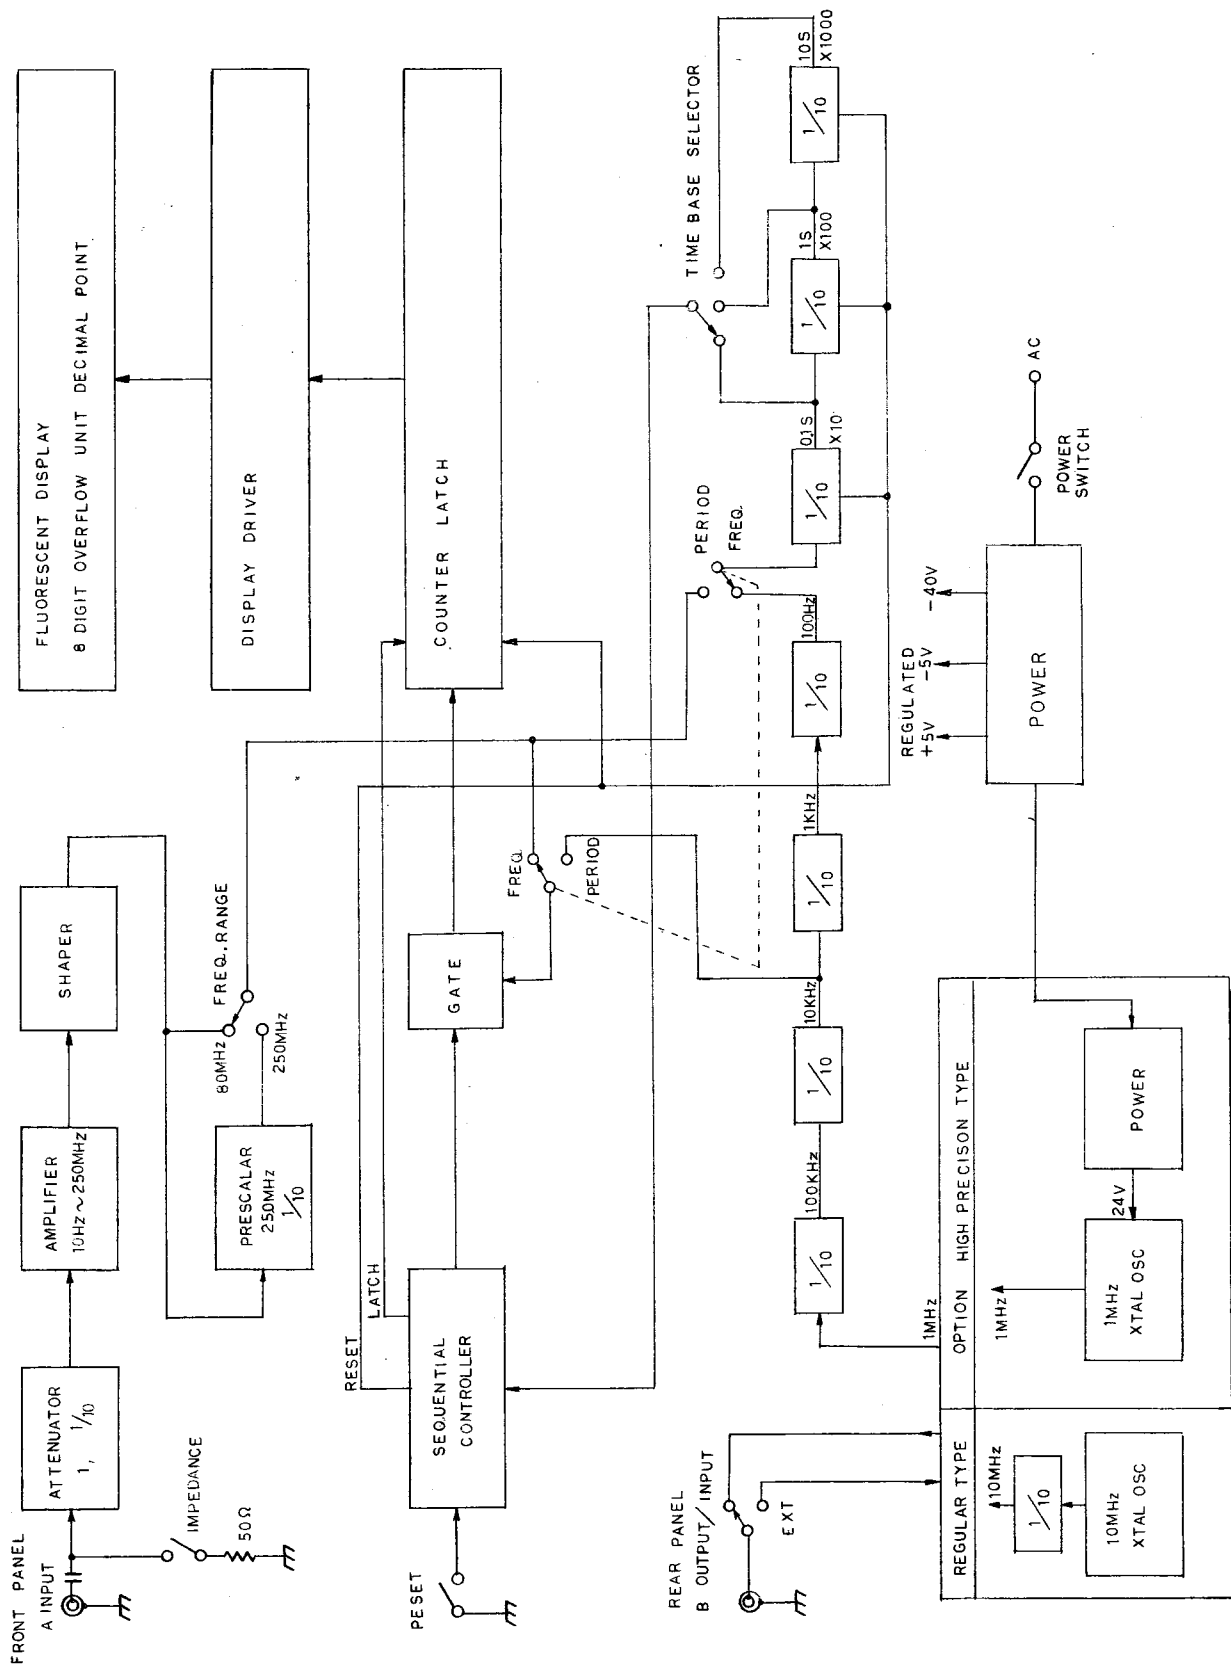 FRONT PANEL
A INPUT
ATTENUATOR
1, 1/10
IMPEDANCE
50Ω
AMPLIFIER
10HZ~250MHz
SHAPER
PRESCALAR
250MHz
1/10
FREQ. RANGE
80MHz
250MHz
FLUORESCENT DISPLAY
8 DIGIT OVERFLOW UNIT DECIMAL POINT
DISPLAY DRIVER
COUNTER LATCH
RESET
LATCH
PESET
SEQUENTIAL
CONTROLLER
GATE
FREQ.
PERIOD
PERIOD
FREQ.
TIME BASE SELECTOR
REAR PANEL
B OUTPUT/INPUT
EXT
1MHz
1/10
100KHz
1/10
10KHz
1/10
1KHz
1/10
100Hz
1/10
0.1S
X10
1/10
1S
X100
1/10
10S
X1000
REGULAR TYPE
10MHz
1/10
10MHz
XTAL OSC
OPTION HIGH PRECISON TYPE
1MHz
1MHz
XTAL OSC
24V
POWER
REGULATED
+5V
-5V
-40V
POWER
POWER
SWITCH
AC